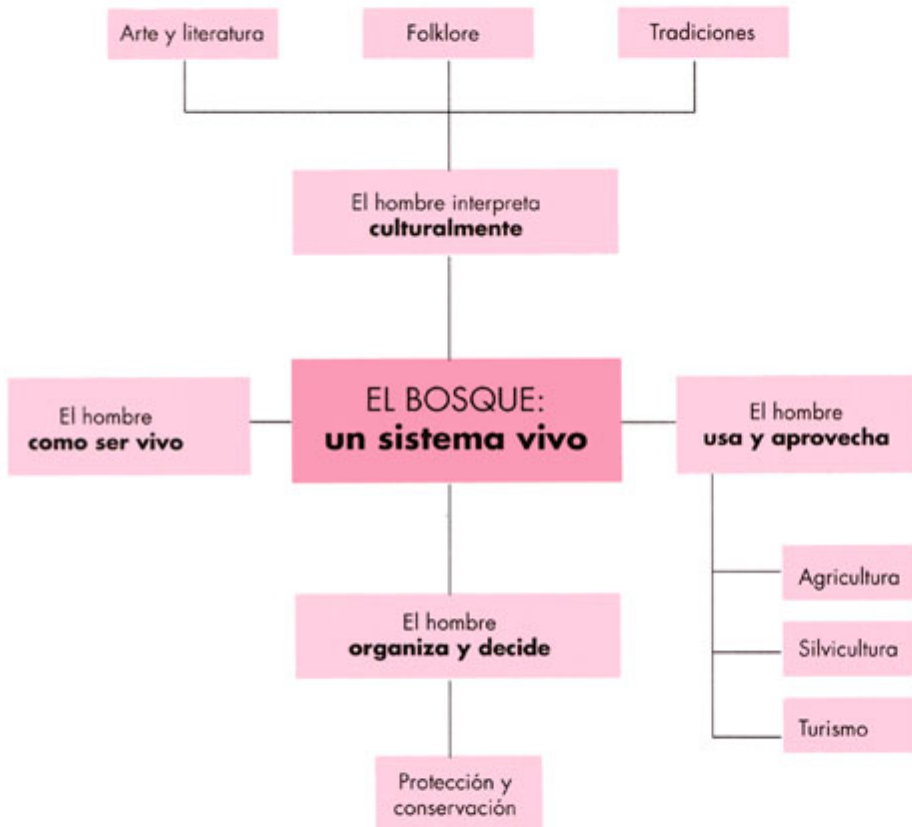 Arte y literatura
Folklore
Tradiciones
El hombre interpreta
culturalmente
EL BOSQUE:
un sistema vivo
El hombre
como ser vivo
El hombre
usa y aprovecha
Agricultura
Silvicultura
Turismo
El hombre
organiza y decide
Protección y
conservación